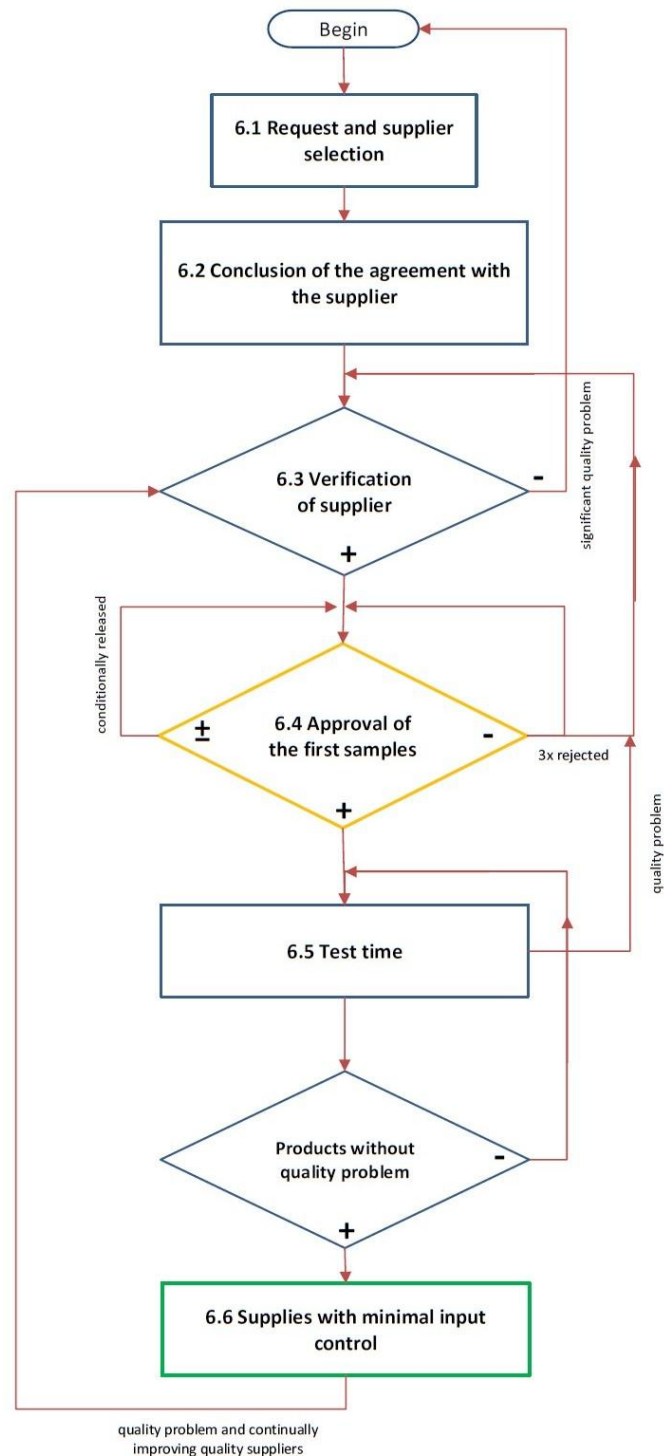 Begin
6.1 Request and supplier
selection
6.2 Conclusion of the agreement with
the supplier
significant quality problem
6.3 Verification
of supplier
-
+
conditionally released
6.4 Approval of
the first samples
±
-
3x rejected
+
quality problem
6.5 Test time
Products without
quality problem
-
+
6.6 Supplies with minimal input
control
quality problem and continually
improving quality suppliers